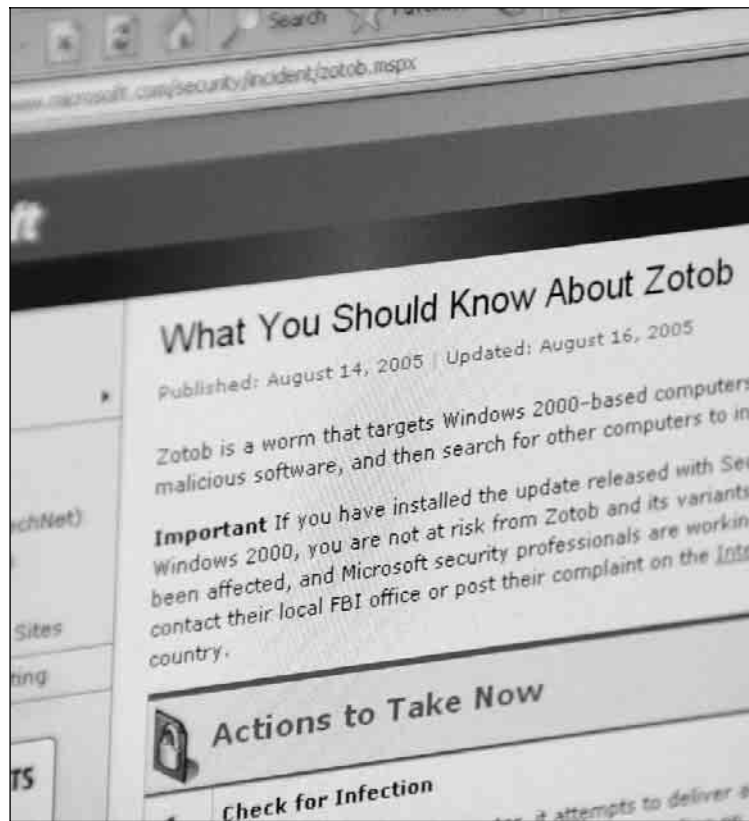 Search
www.microsoft.com/security/incident/zotob.mspx
ft
What You Should Know About Zotob
Published: August 14, 2005 | Updated: August 16, 2005
Zotob is a worm that targets Windows 2000-based computers
malicious software, and then search for other computers to in
Important If you have installed the update released with Sec
Windows 2000, you are not at risk from Zotob and its variants
been affected, and Microsoft security professionals are workin
contact their local FBI office or post their complaint on the Inte
country.
echNet)
Sites
ting
TS
Actions to Take Now
Check for Infection
it attempts to deliver a